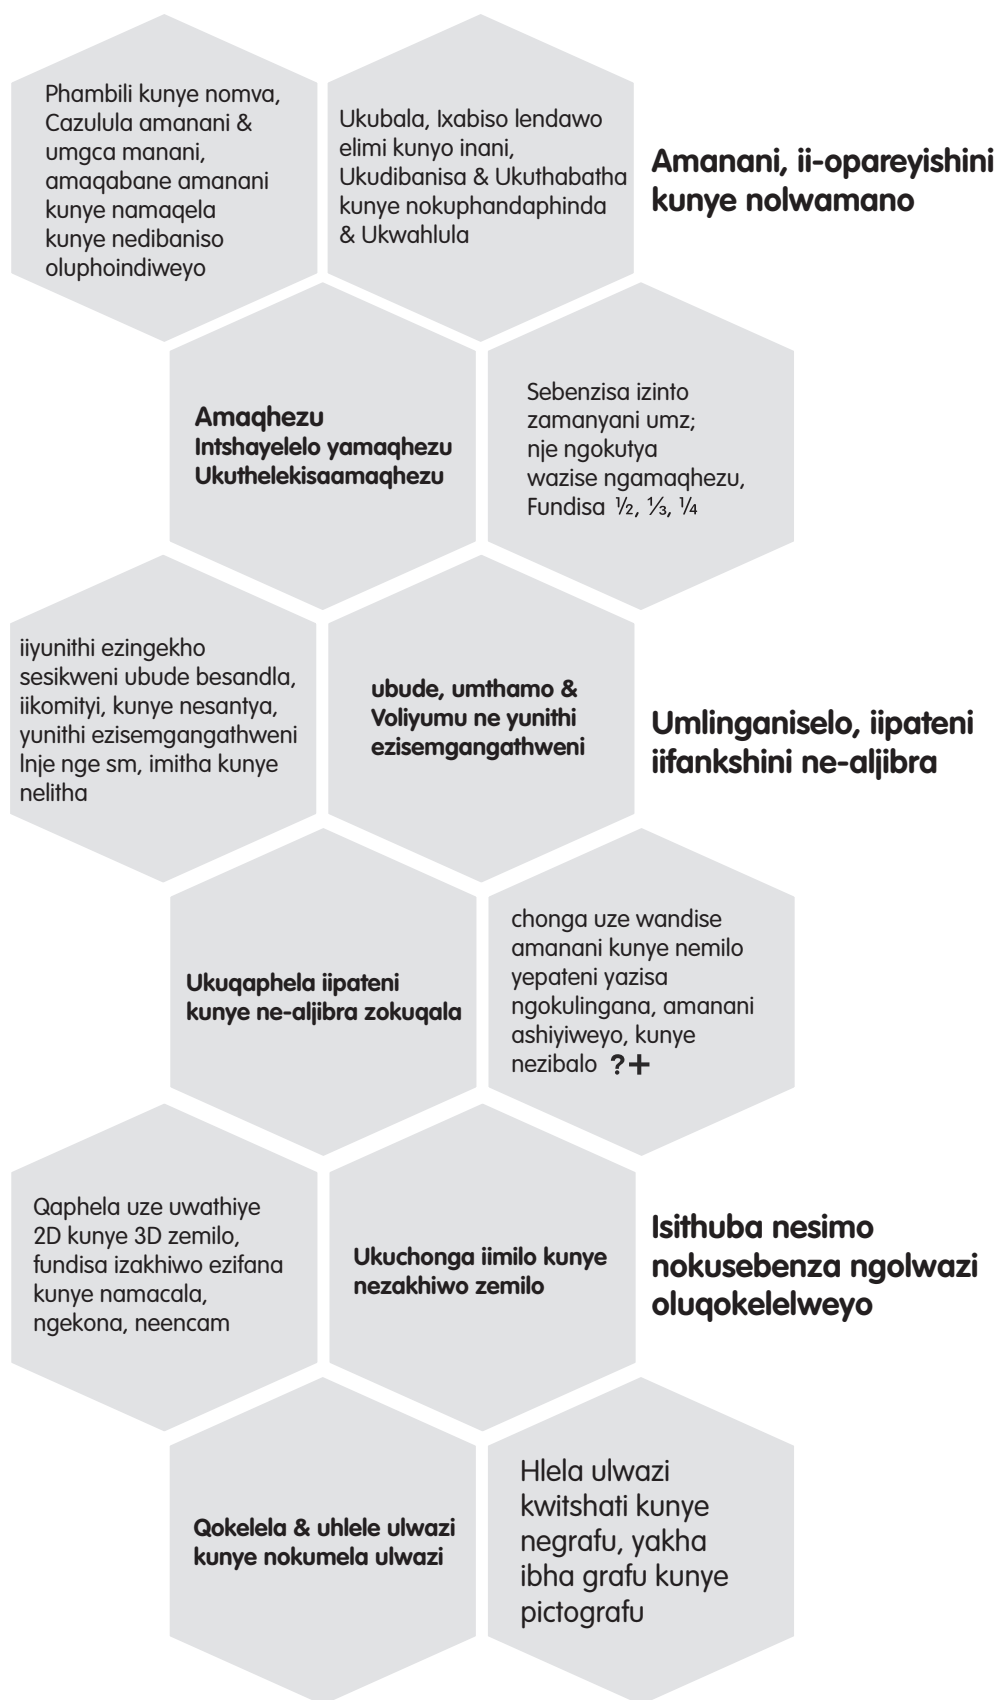 Phambili kunye nomva,
Cazulula amanani &
umgca manani,
amaqabane amanani
kunye namaqela
kunye nedibaniso
oluphoindiweyo
Ukubala, Ixabiso lendawo
elimi kunyo inani,
Ukudibanisa & Ukuthabatha
kunye nokuphandaphinda
& Ukwahlula
Amanani, ii-opareyishini
kunye nolwamano
Amaqhezu
Intshayelelo yamaqhezu
Ukuthelekisaamaqhezu
Sebenzisa izinto
zamanyani umz;
nje ngokutya
wazise ngamaqhezu,
Fundisa ½, ⅓, ¼
iiyunithi ezingekho
sesikweni ubude besandla,
iikomityi, kunye nesantya,
yunithi ezisemgangathweni
lnje nge sm, imitha kunye
nelitha
ubude, umthamo &
Voliyumu ne yunithi
ezisemgangathweni
Umlinganiselo, iipateni
iifankshini ne-aljibra
Ukuqaphela iipateni
kunye ne-aljibra zokuqala
chonga uze wandise
amanani kunye nemilo
yepateni yazisa
ngokulingana, amanani
ashiyiweyo, kunye
nezibalo ?+
Qaphela uze uwathiye
2D kunye 3D zemilo,
fundisa izakhiwo ezifana
kunye namacala,
ngekona, neencam
Ukuchonga iimilo kunye
nezakhiwo zemilo
Isithuba nesimo
nokusebenza ngolwazi
oluqokelelweyo
Qokelela & uhlele ulwazi
kunye nokumela ulwazi
Hlela ulwazi
kwitshati kunye
negrafu, yakha
ibha grafu kunye
pictografu